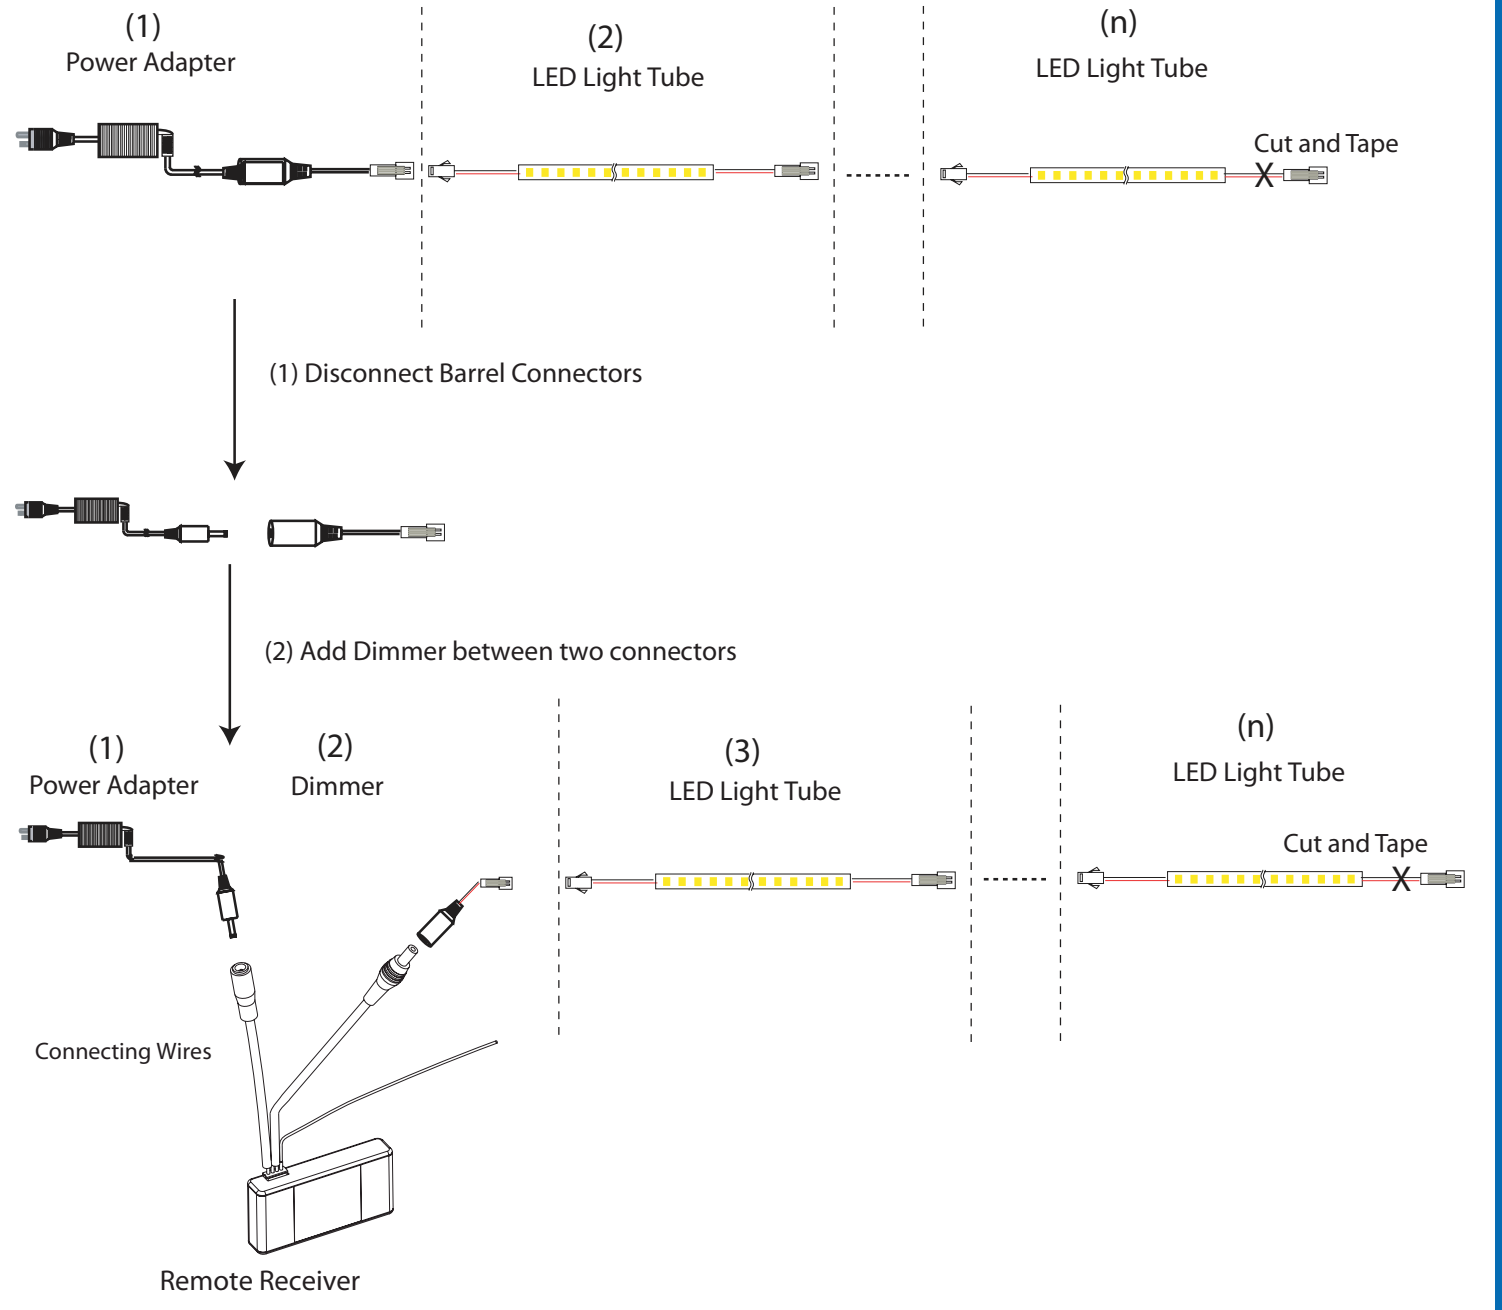 (1)
Power Adapter
(2)
LED Light Tube
(n)
LED Light Tube
Cut and Tape
X
(1) Disconnect Barrel Connectors
(2) Add Dimmer between two connectors
(1)
Power Adapter
(2)
Dimmer
(3)
LED Light Tube
(n)
LED Light Tube
Cut and Tape
X
Connecting Wires
Remote Receiver